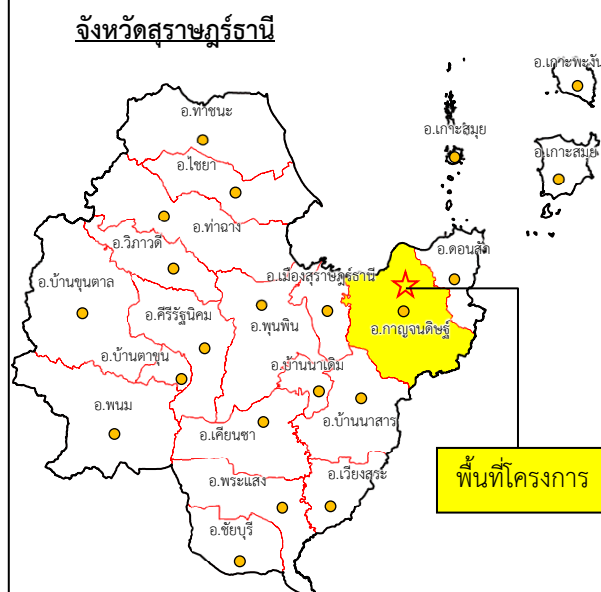 จังหวัดสุราษฎร์ธานี
อ.เกาะพะงัน
อ.ท่าชนะ
อ.เกาะสมุย
อ.เกาะสมุย
อ.ไชยา
อ.ท่าฉาง
อ.วิภาวดี
อ.ดอนสัก
อ.เมืองสุราษฎร์ธานี
อ.บ้านขุนตาล
อ.คีรีรัฐนิคม
อ.พุนพิน
อ.กาญจนดิษฐ์
อ.บ้านตาขุน
อ.บ้านนาเดิม
อ.พนม
อ.เคียนซา
อ.บ้านนาสาร
อ.พระแสง
อ.เวียงสระ
พื้นที่โครงการ
อ.ชัยบุรี